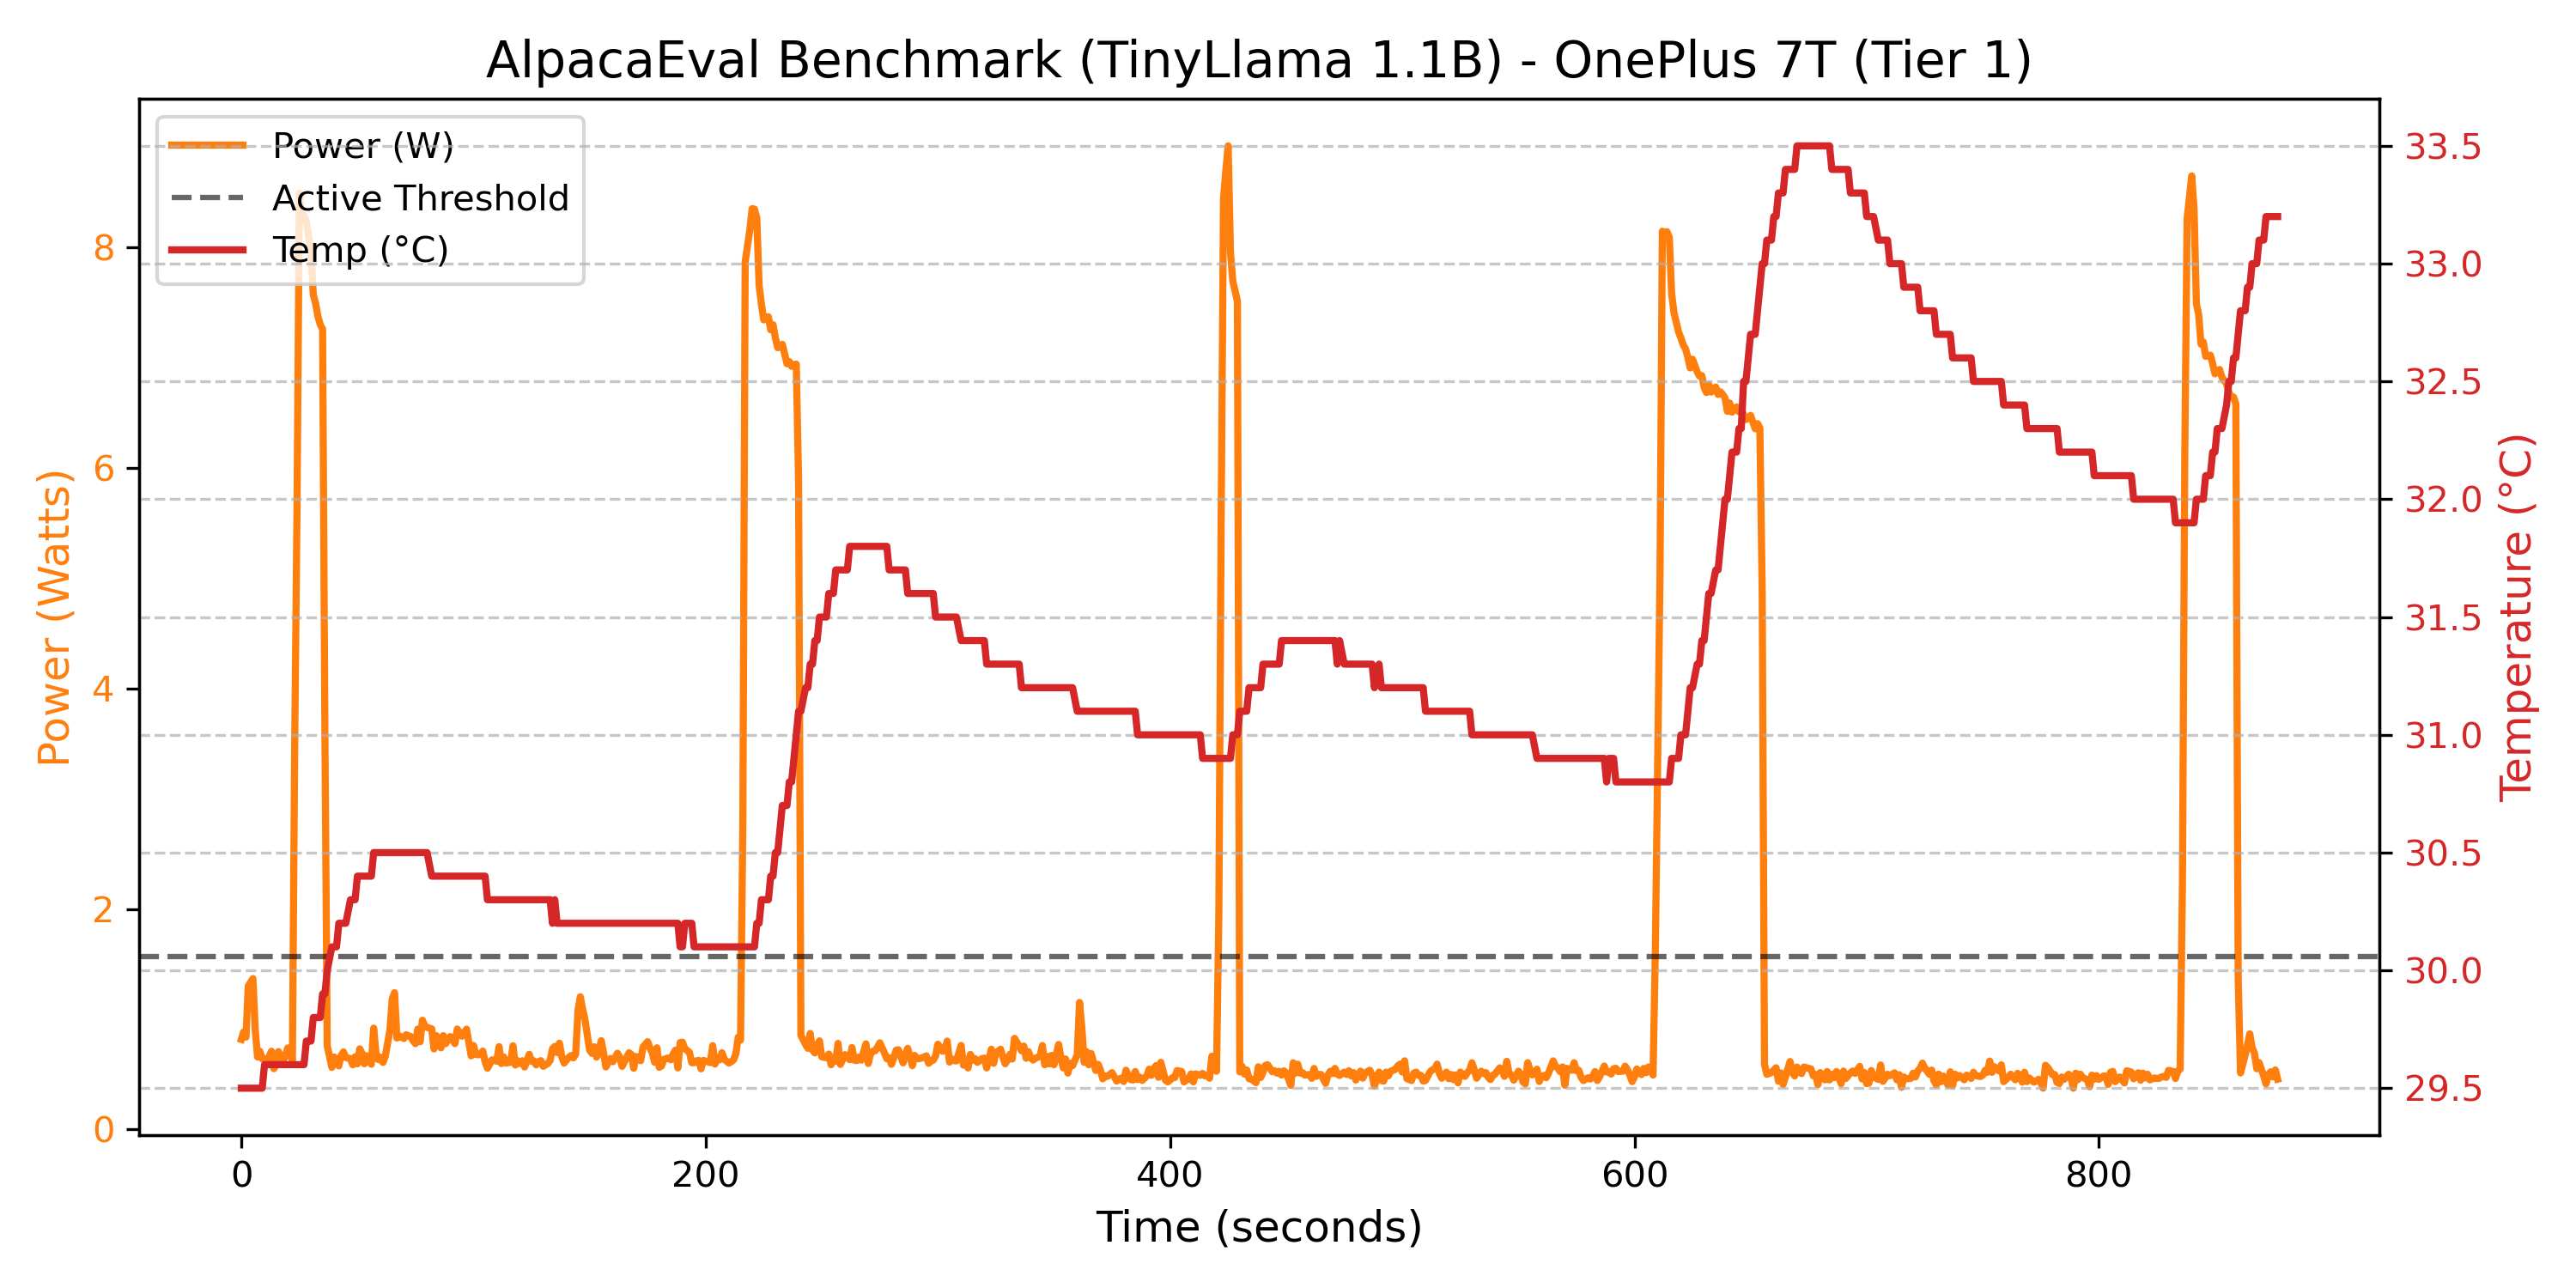 AlpacaEval Benchmark (TinyLlama 1.1B) - OnePlus 7T (Tier 1)
Power (W)
Active Threshold
Temp (°C)
Power (Watts)
8
6
4
2
0
33.5
33.0
32.5
32.0
31.5
31.0
30.5
30.0
29.5
Temperature (°C)
0 200 400 600 800
Time (seconds)